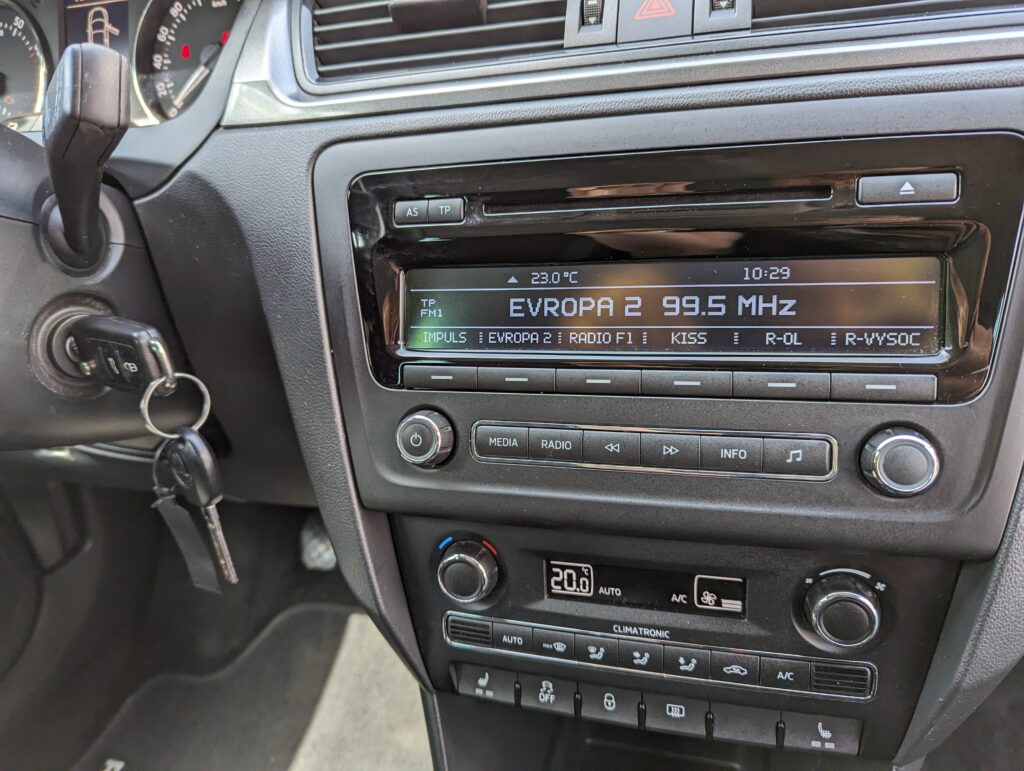 AS TP
23.0 °C 10:29
TP
FM1
EVROPA 2 99.5 MHz
IMPULS EVROPA 2 RADIO F1 KISS R-OL R-VYSOC
MEDIA RADIO INFO
20.0 °C AUTO A/C
CLIMATRONIC
AUTO MAX A/C
OFF